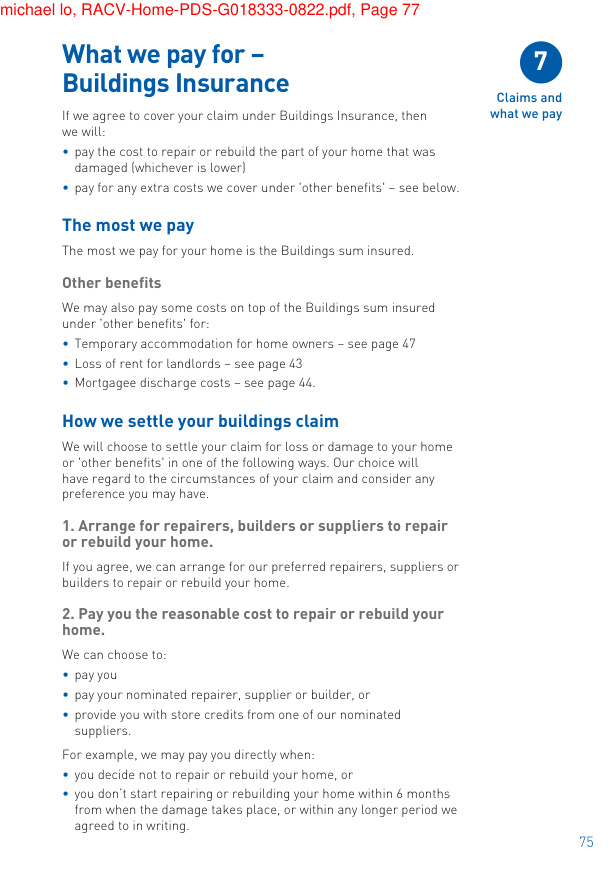 michael lo, RACV-Home-PDS-G018333-0822.pdf, Page 77
What we pay for –
Buildings Insurance
7
Claims and
what we pay
If we agree to cover your claim under Buildings Insurance, then
we will:
• pay the cost to repair or rebuild the part of your home that was
damaged (whichever is lower)
• pay for any extra costs we cover under 'other benefits' – see below.
The most we pay
The most we pay for your home is the Buildings sum insured.
Other benefits
We may also pay some costs on top of the Buildings sum insured
under 'other benefits' for:
• Temporary accommodation for home owners – see page 47
• Loss of rent for landlords – see page 43
• Mortgagee discharge costs – see page 44.
How we settle your buildings claim
We will choose to settle your claim for loss or damage to your home
or 'other benefits' in one of the following ways. Our choice will
have regard to the circumstances of your claim and consider any
preference you may have.
1. Arrange for repairers, builders or suppliers to repair
or rebuild your home.
If you agree, we can arrange for our preferred repairers, suppliers or
builders to repair or rebuild your home.
2. Pay you the reasonable cost to repair or rebuild your
home.
We can choose to:
• pay you
• pay your nominated repairer, supplier or builder, or
• provide you with store credits from one of our nominated
suppliers.
For example, we may pay you directly when:
• you decide not to repair or rebuild your home, or
• you don't start repairing or rebuilding your home within 6 months
from when the damage takes place, or within any longer period we
agreed to in writing.
75